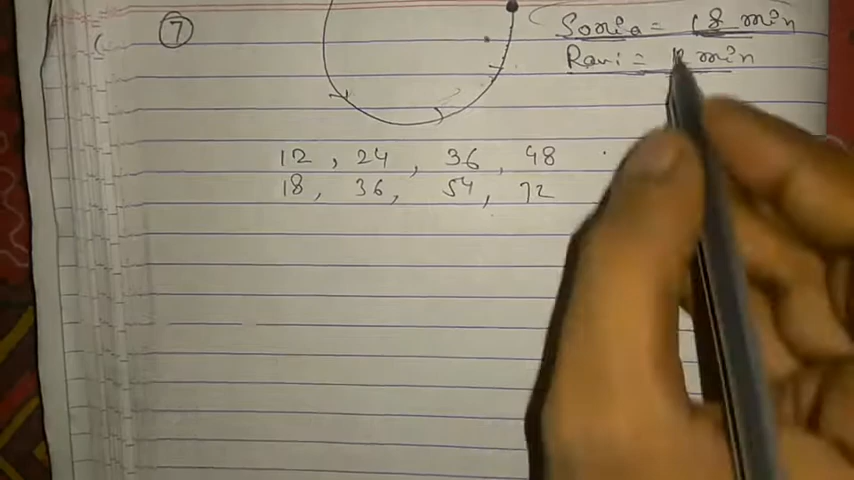 7
Sonia = 18 min
Ravi = min
12, 24, 36, 48 .
18, 36, 54, 72